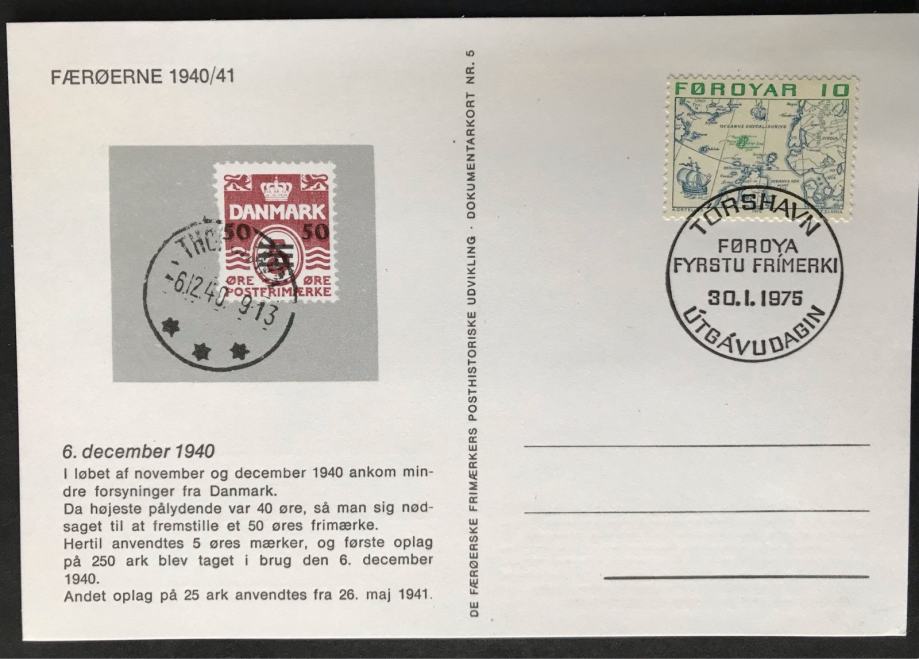 FÆRØERNE 1940/41
DANMARK
50 50
ØRE ØRE
POSTFRIMÆRKE
-6.12.40. 9-13
6. december 1940
I løbet af november og december 1940 ankom min-
dre forsyninger fra Danmark.
Da højeste pålydende var 40 øre, så man sig nød-
saget til at fremstille et 50 øres frimærke.
Hertil anvendtes 5 øres mærker, og første oplag
på 250 ark blev taget i brug den 6. december
1940.
Andet oplag på 25 ark anvendtes fra 26. maj 1941.
DE FÆRØERSKE FRIMÆRKERS POSTHISTORISKE UDVIKLING · DOKUMENTARKORT NR. 5
FØROYAR 10
TÓRSHAVN
FØROYA
FYRSTU FRÍMERKI
30.1.1975
ÚTGÁVUDAGIN